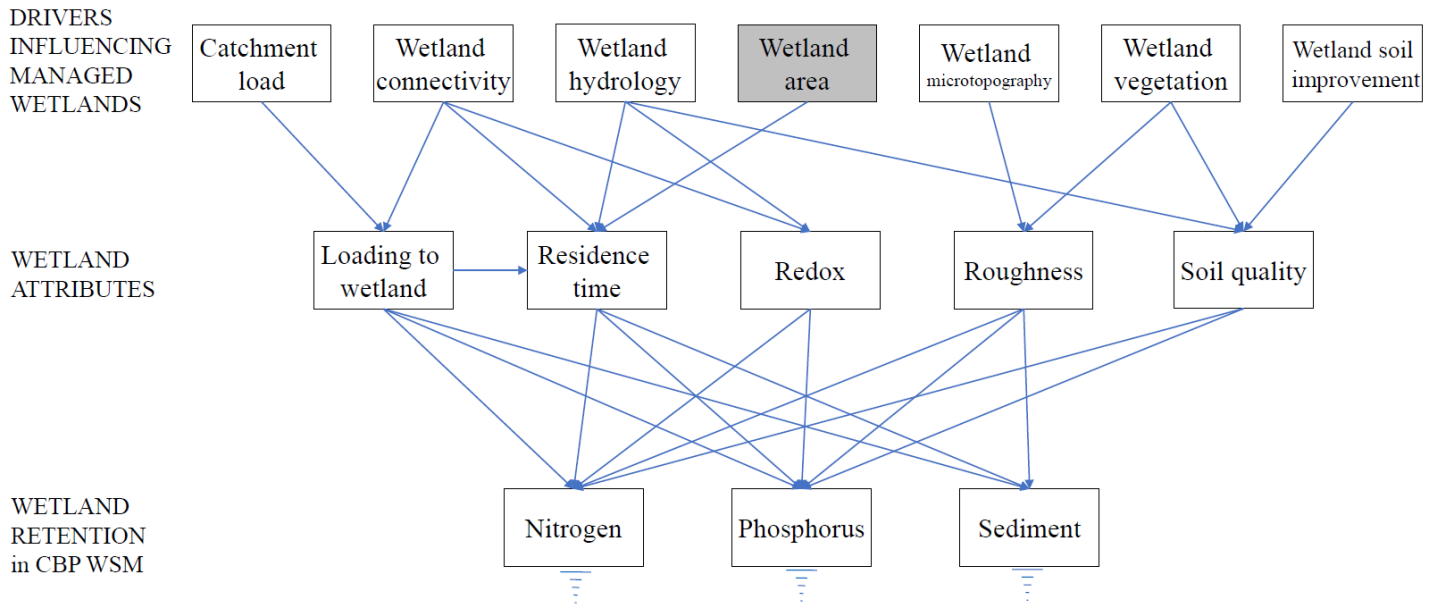 DRIVERS
INFLUENCING
MANAGED
WETLANDS
Catchment
load
Wetland
connectivity
Wetland
hydrology
Wetland
area
Wetland
microtopography
Wetland
vegetation
Wetland soil
improvement
WETLAND
ATTRIBUTES
Loading to
wetland
Residence
time
Redox
Roughness
Soil quality
WETLAND
RETENTION
in CBP WSM
Nitrogen
Phosphorus
Sediment